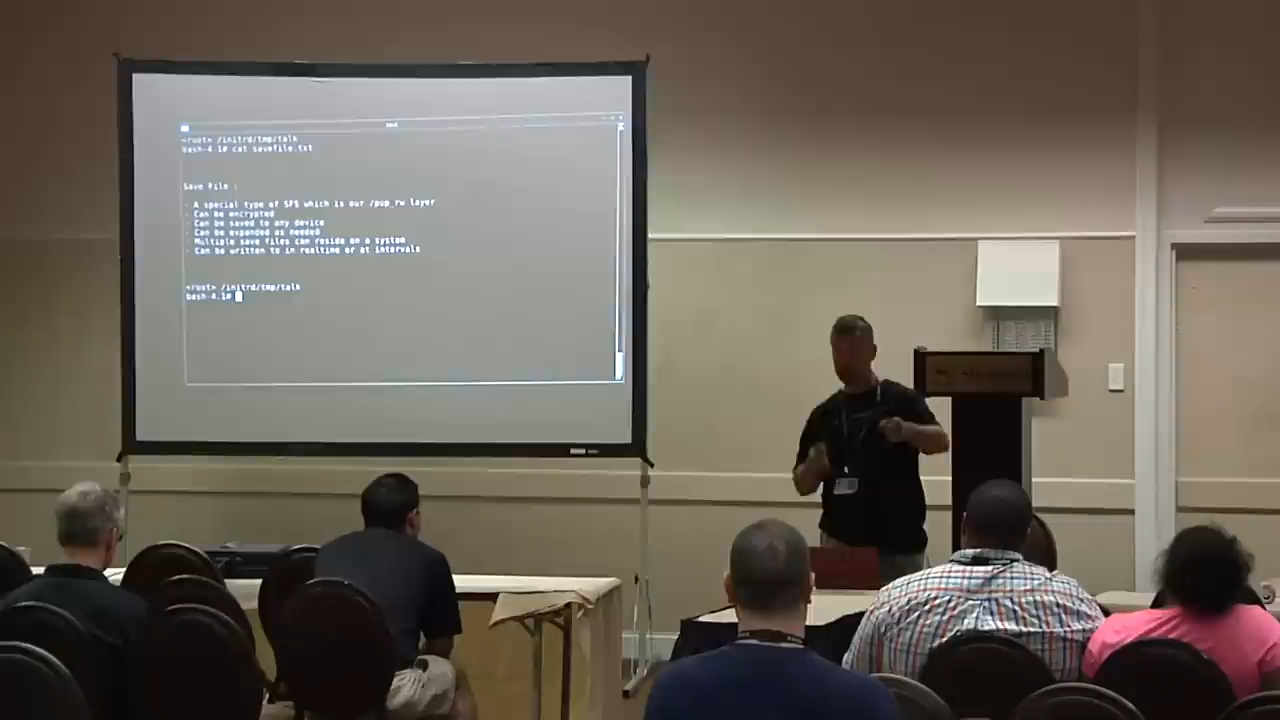 <root> /initrd/tmp/talk
bash-4.1# cat savefile.txt
Save File :
- A special type of SFS which is our /pup_rw layer
- Can be encrypted
- Can be saved to any device
- Can be expanded as needed
- Multiple save files can reside on a system
- Can be written to in realtime or at intervals
<root> /initrd/tmp/talk
bash-4.1#